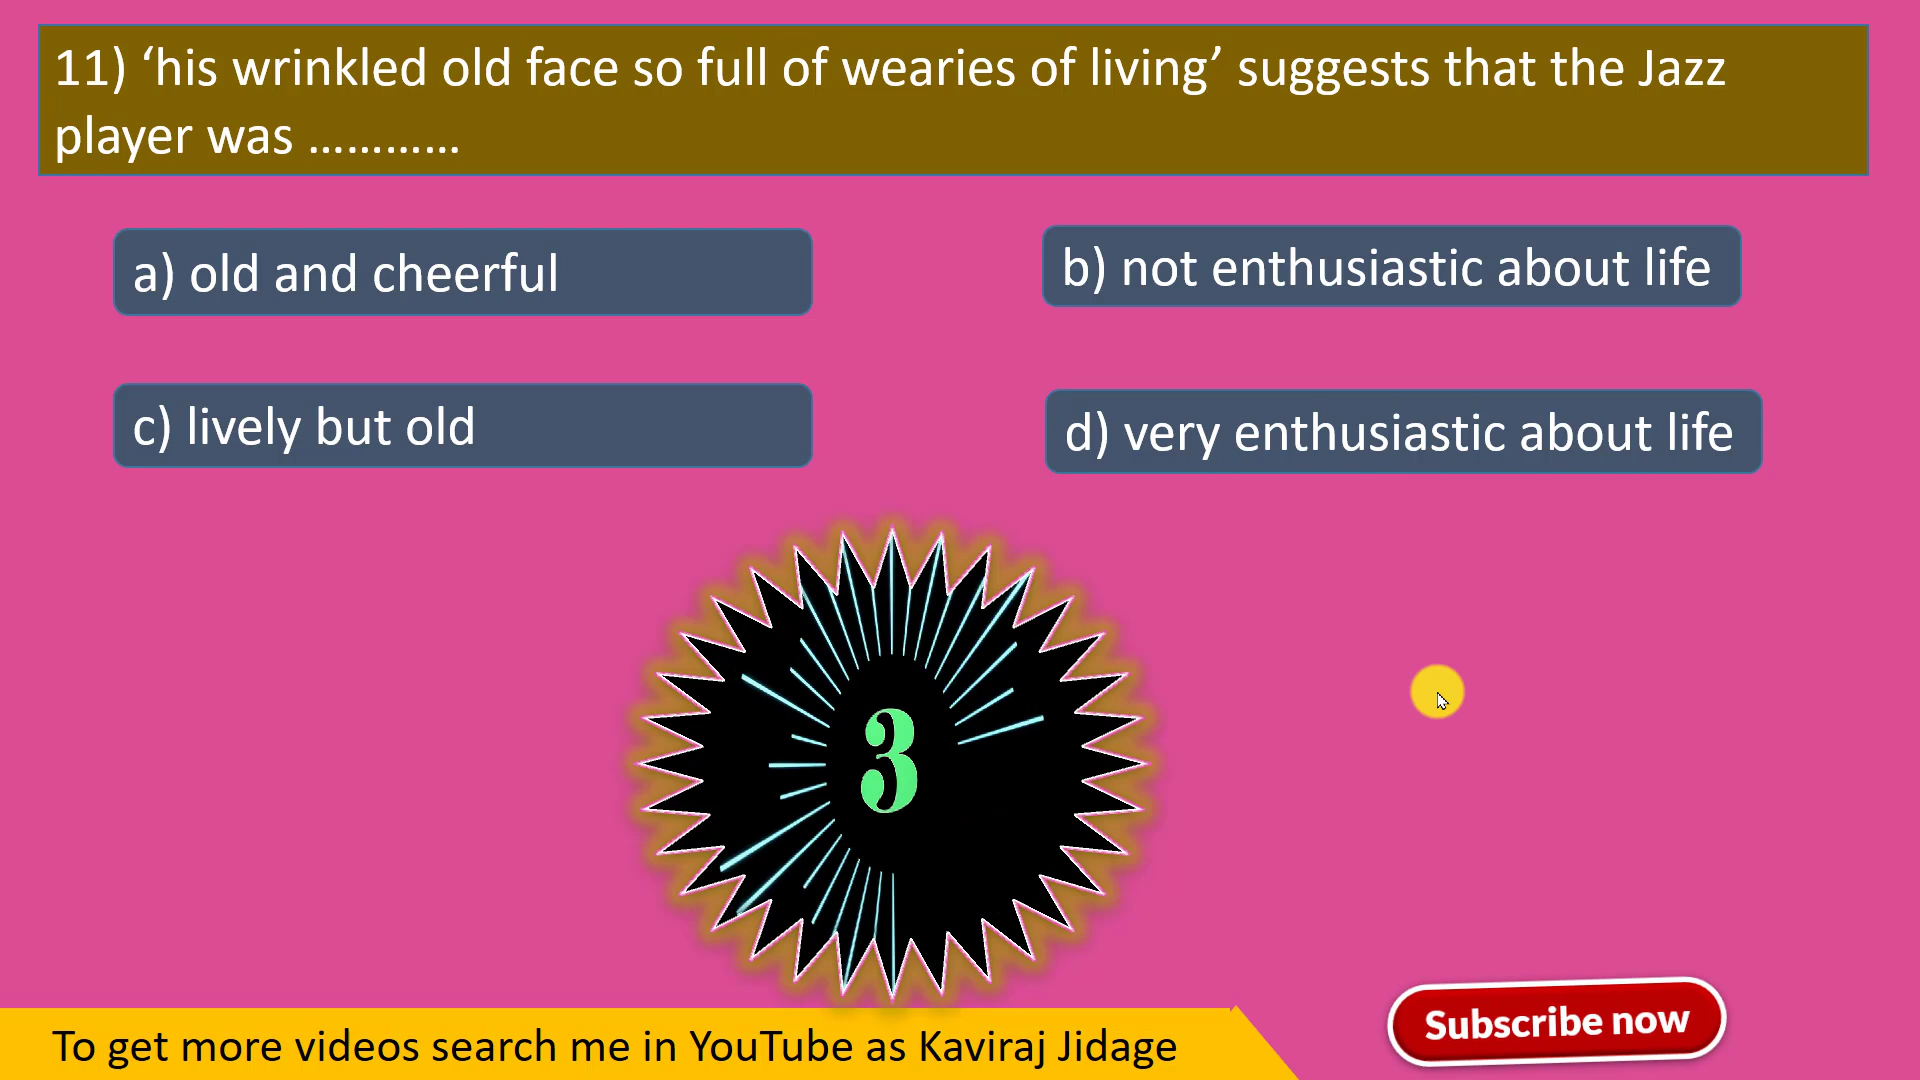 11) ‘his wrinkled old face so full of wearies of living’ suggests that the Jazz
player was ............
a) old and cheerful
b) not enthusiastic about life
c) lively but old
d) very enthusiastic about life
3
To get more videos search me in YouTube as Kaviraj Jidage
Subscribe now